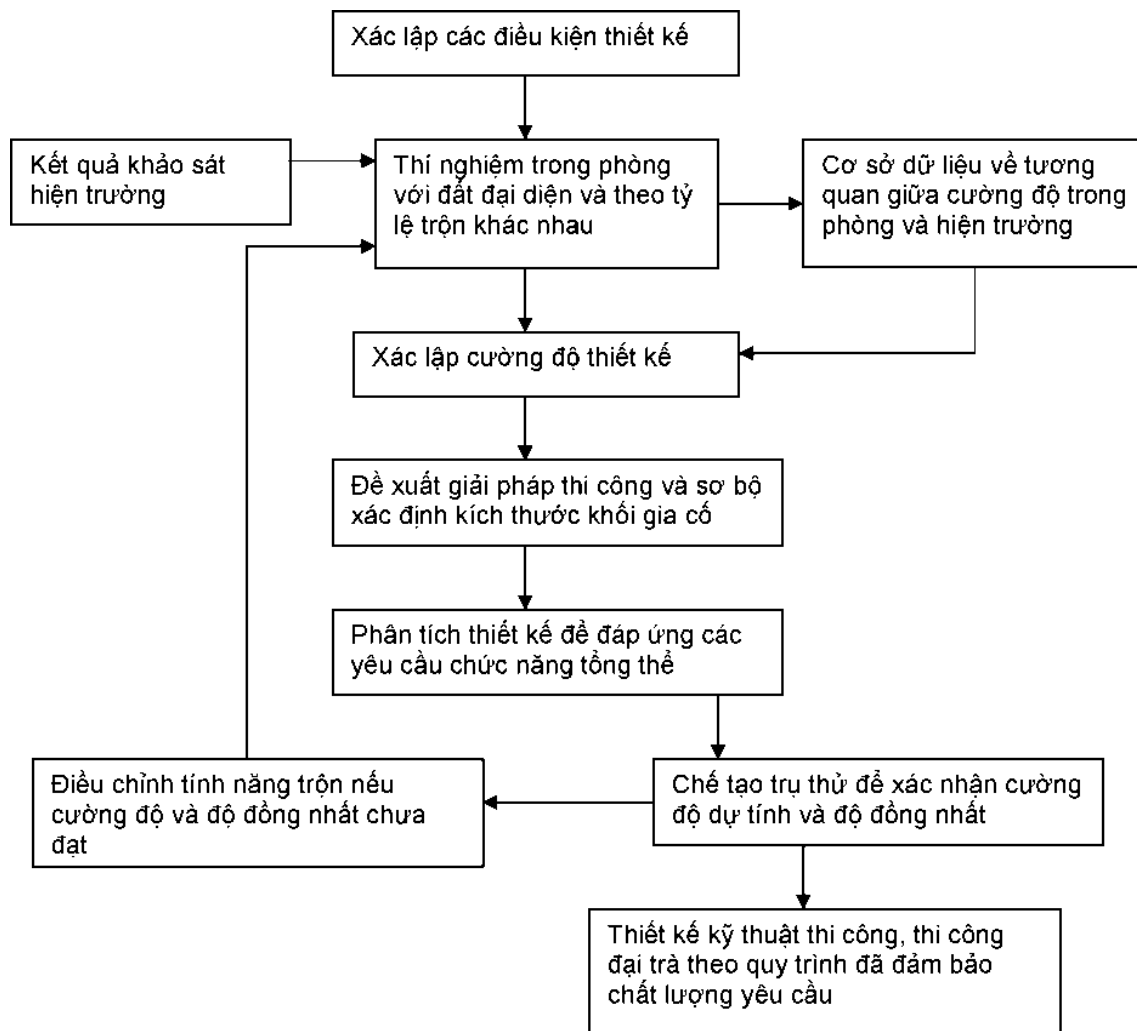 Xác lập các điều kiện thiết kế
Kết quả khảo sát
hiện trường
Thí nghiệm trong phòng
với đất đại diện và theo tỷ
lệ trộn khác nhau
Cơ sở dữ liệu về tương
quan giữa cường độ trong
phòng và hiện trường
Xác lập cường độ thiết kế
Đề xuất giải pháp thi công và sơ bộ
xác định kích thước khối gia cố
Phân tích thiết kế để đáp ứng các
yêu cầu chức năng tổng thể
Điều chỉnh tính năng trộn nếu
cường độ và độ đồng nhất chưa
đạt
Chế tạo trụ thử để xác nhận cường
độ dự tính và độ đồng nhất
Thiết kế kỹ thuật thi công, thi công
đại trà theo quy trình đã đảm bảo
chất lượng yêu cầu